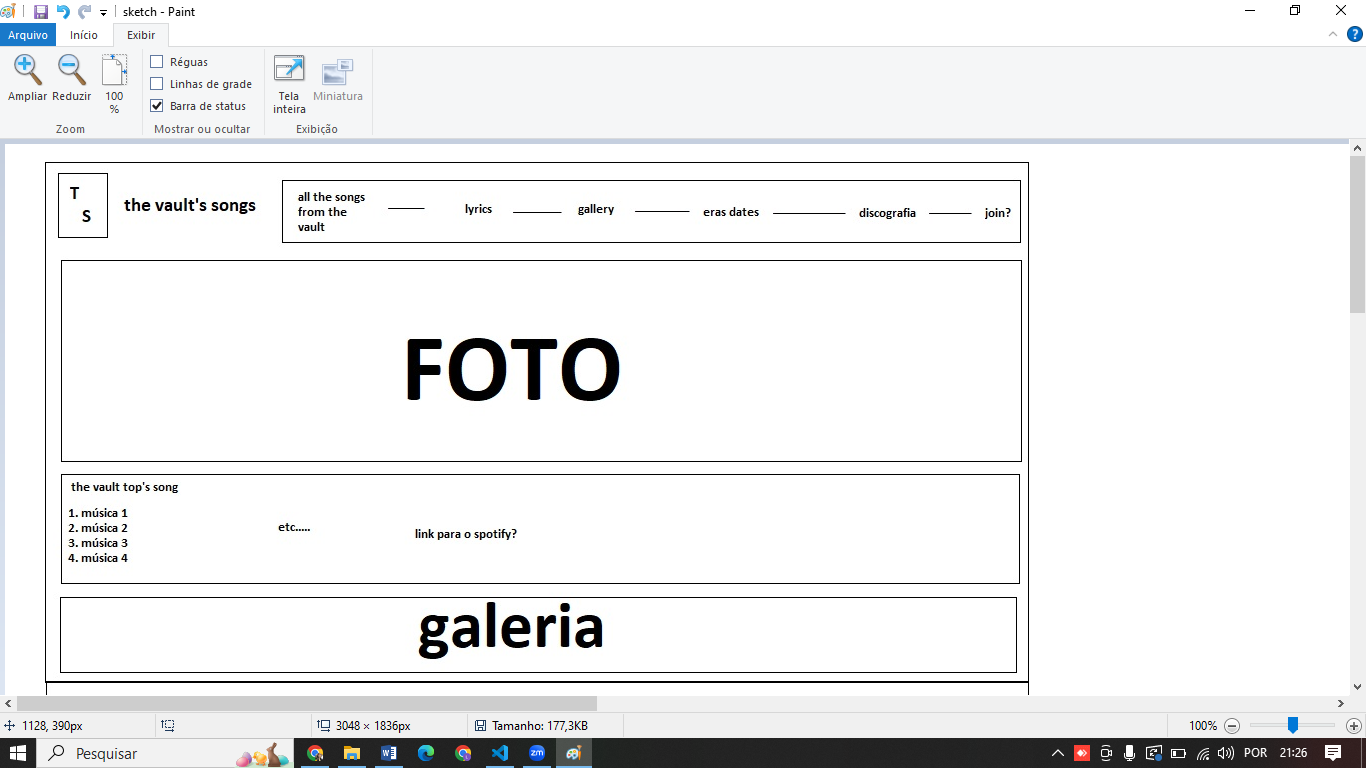 sketch - Paint
Arquivo Início Exibir
Réguas
Linhas de grade
Barra de status
Ampliar Reduzir 100 %
Tela inteira
Miniatura
Zoom Mostrar ou ocultar Exibição
T
S
the vault's songs
all the songs
from the
vault
lyrics
gallery
eras dates
discografia
join?
FOTO
the vault top's song
1. música 1
2. música 2
3. música 3
4. música 4
etc.....
link para o spotify?
galeria
1128, 390px 3048 × 1836px Tamanho: 177,3KB 100%
Pesquisar POR 21:26